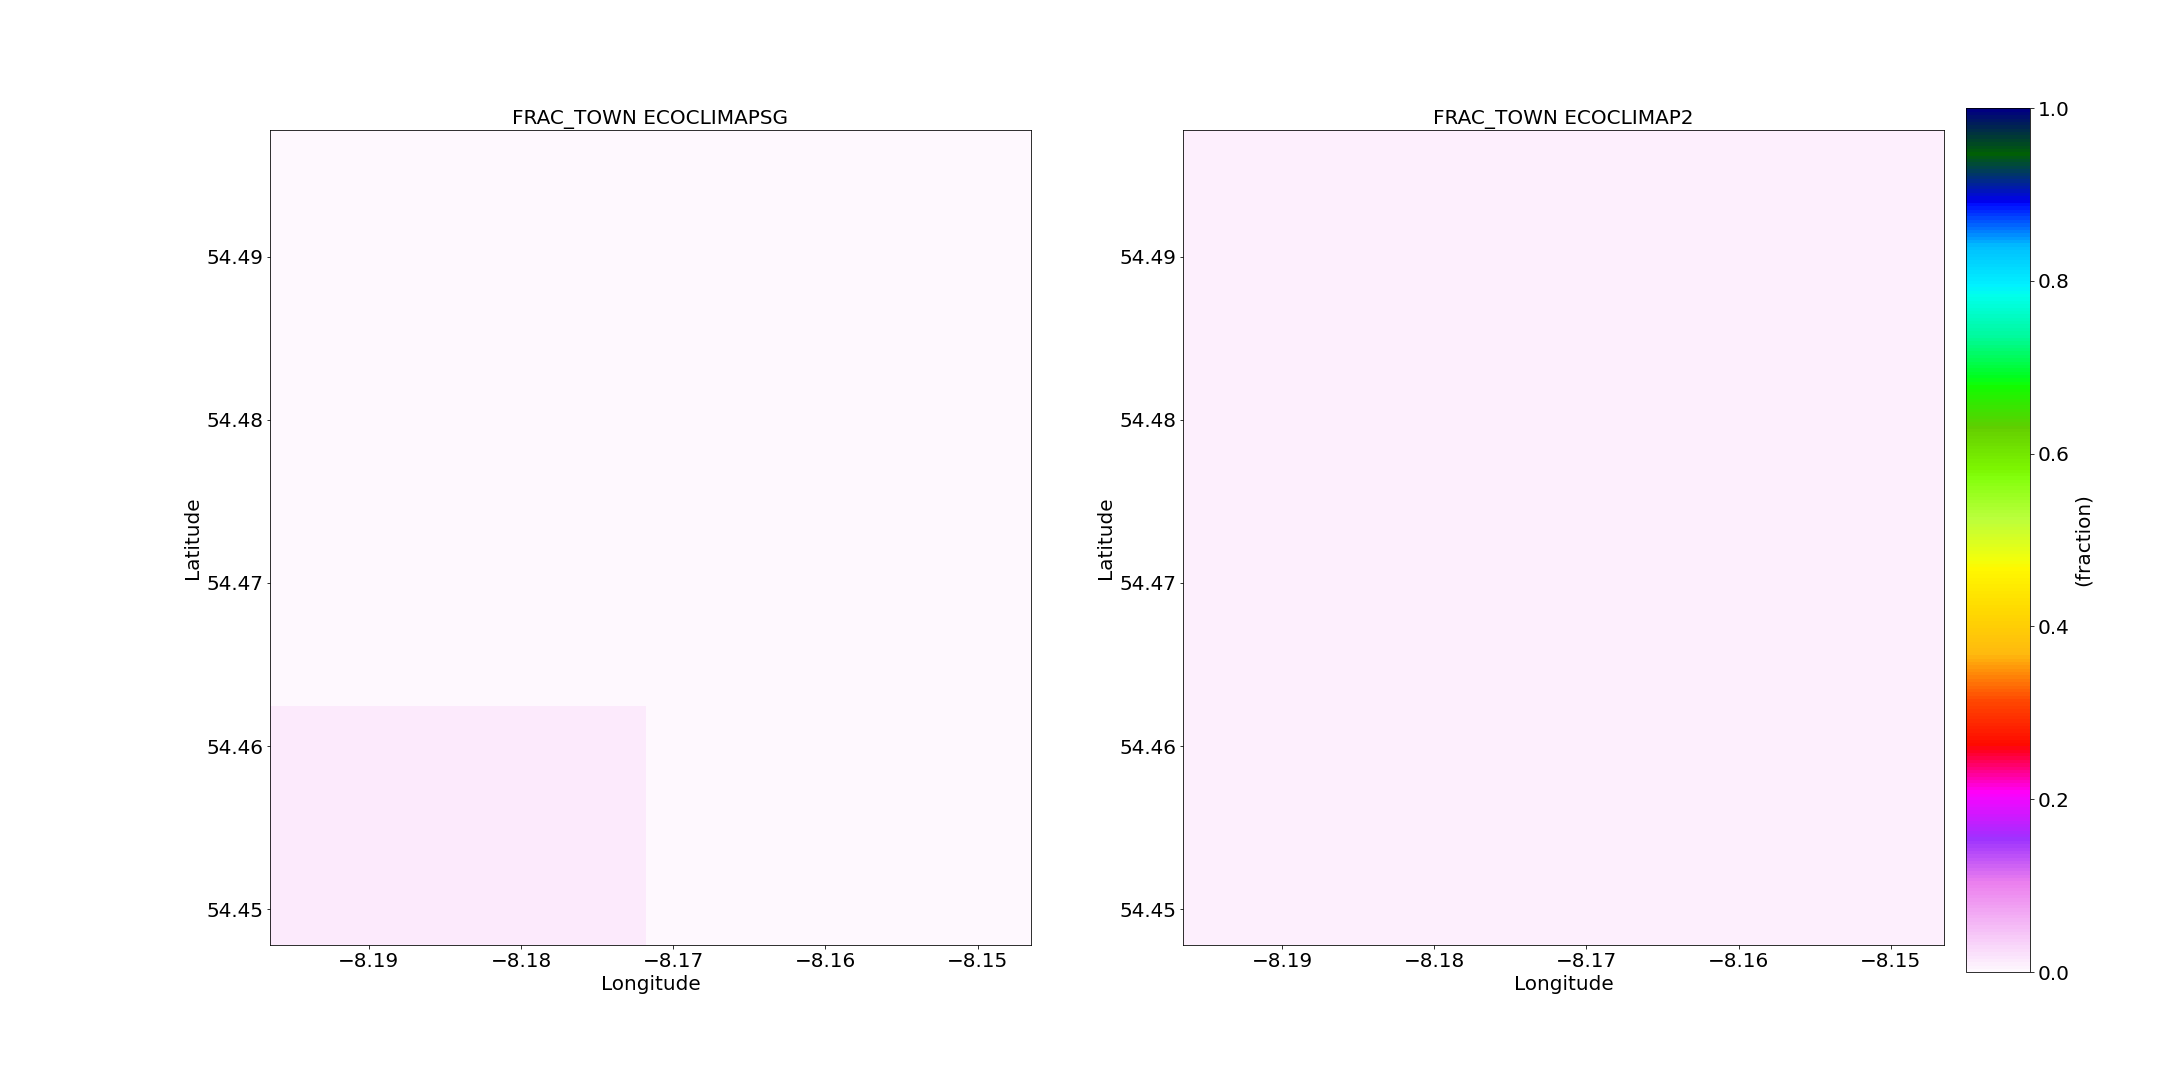 FRAC_TOWN ECOCLIMAPSG
54.49
54.48
54.47
54.46
54.45
Latitude
−8.19 −8.18 −8.17 −8.16 −8.15
Longitude
FRAC_TOWN ECOCLIMAP2
54.49
54.48
54.47
54.46
54.45
Latitude
−8.19 −8.18 −8.17 −8.16 −8.15
Longitude
1.0
0.8
0.6
0.4
0.2
0.0
(fraction)